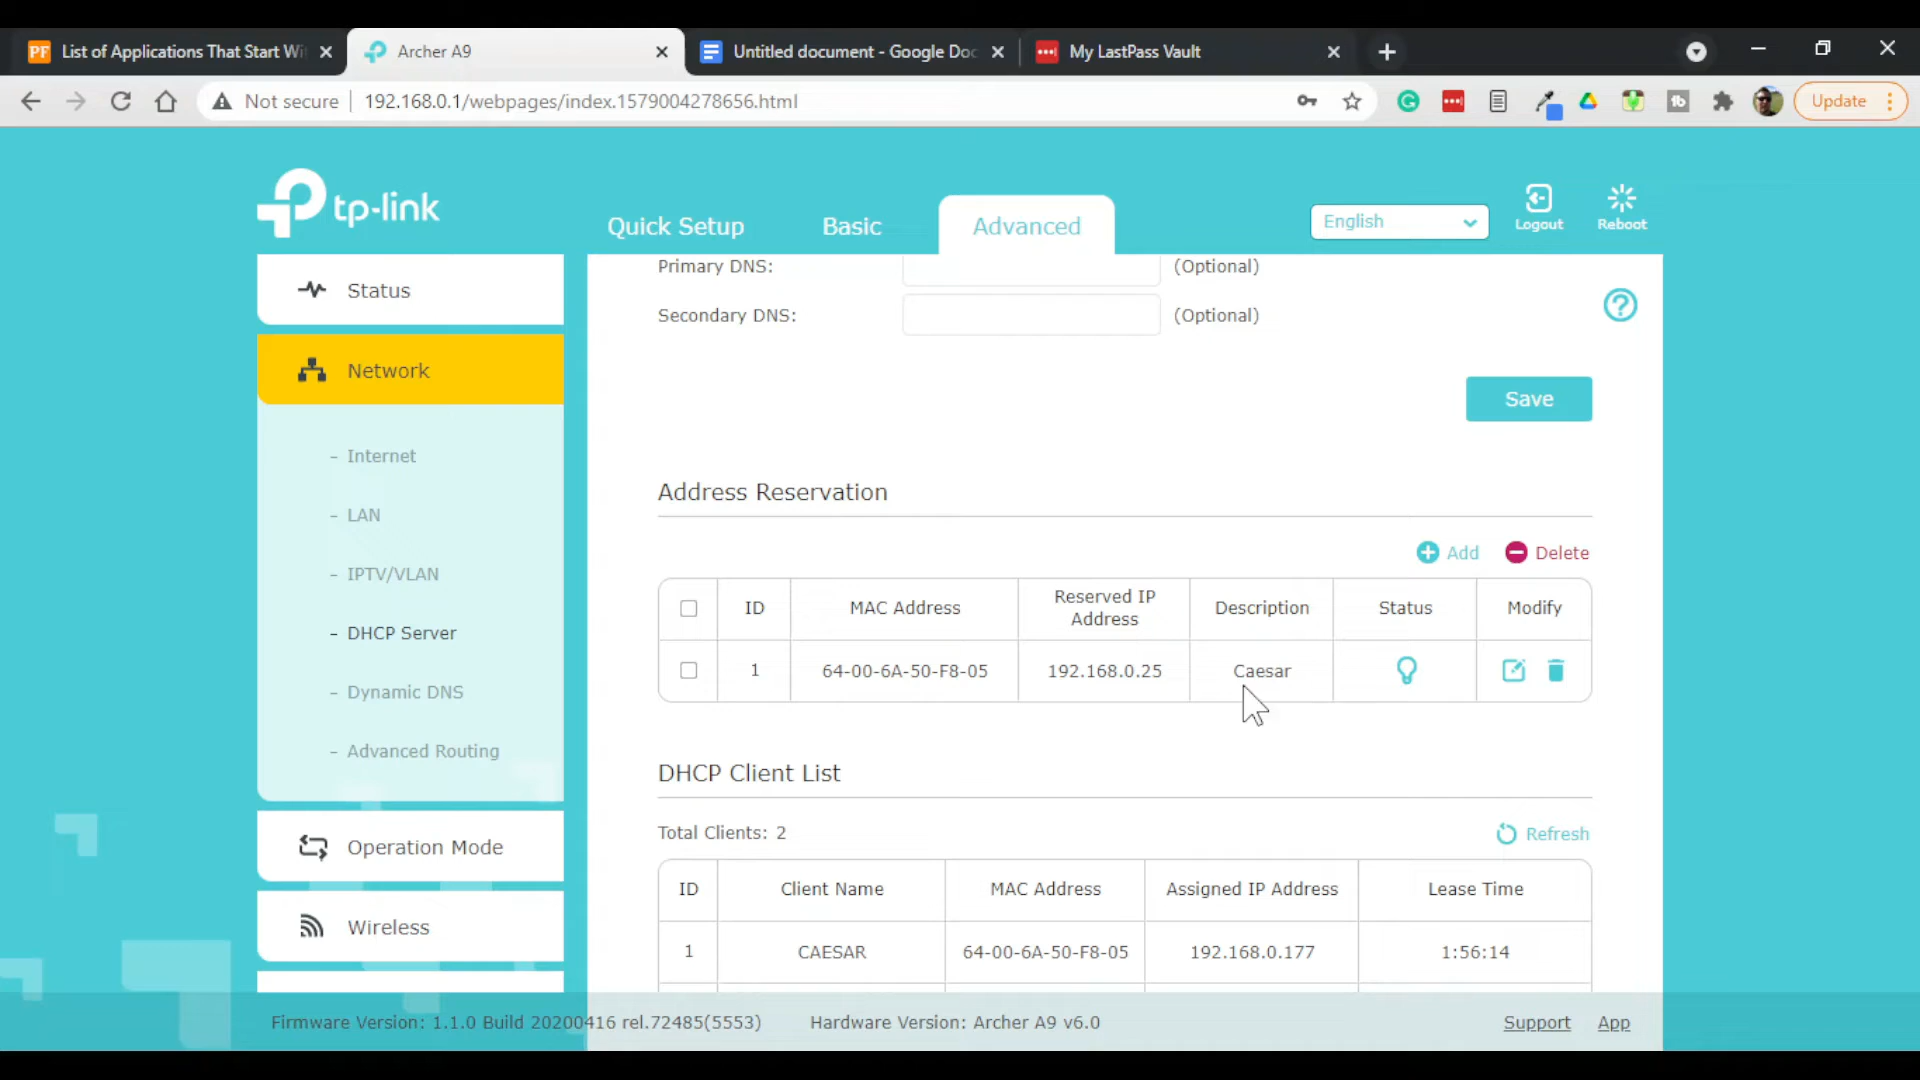 List of Applications That Start Wi
Archer A9
Untitled document - Google Doc
My LastPass Vault
Not secure
192.168.0.1/webpages/index.1579004278656.html
Update
tp-link
Quick Setup
Basic
Advanced
English
Logout
Reboot
Status
Network
- Internet
- LAN
- IPTV/VLAN
- DHCP Server
- Dynamic DNS
- Advanced Routing
Operation Mode
Wireless
Primary DNS: (Optional)
Secondary DNS: (Optional)
Save
Address Reservation
Add Delete
ID MAC Address Reserved IP Address Description Status Modify
1 64-00-6A-50-F8-05 192.168.0.25 Caesar
DHCP Client List
Total Clients: 2 Refresh
ID Client Name MAC Address Assigned IP Address Lease Time
1 CAESAR 64-00-6A-50-F8-05 192.168.0.177 1:56:14
Firmware Version: 1.1.0 Build 20200416 rel.72485(5553) Hardware Version: Archer A9 v6.0 Support App